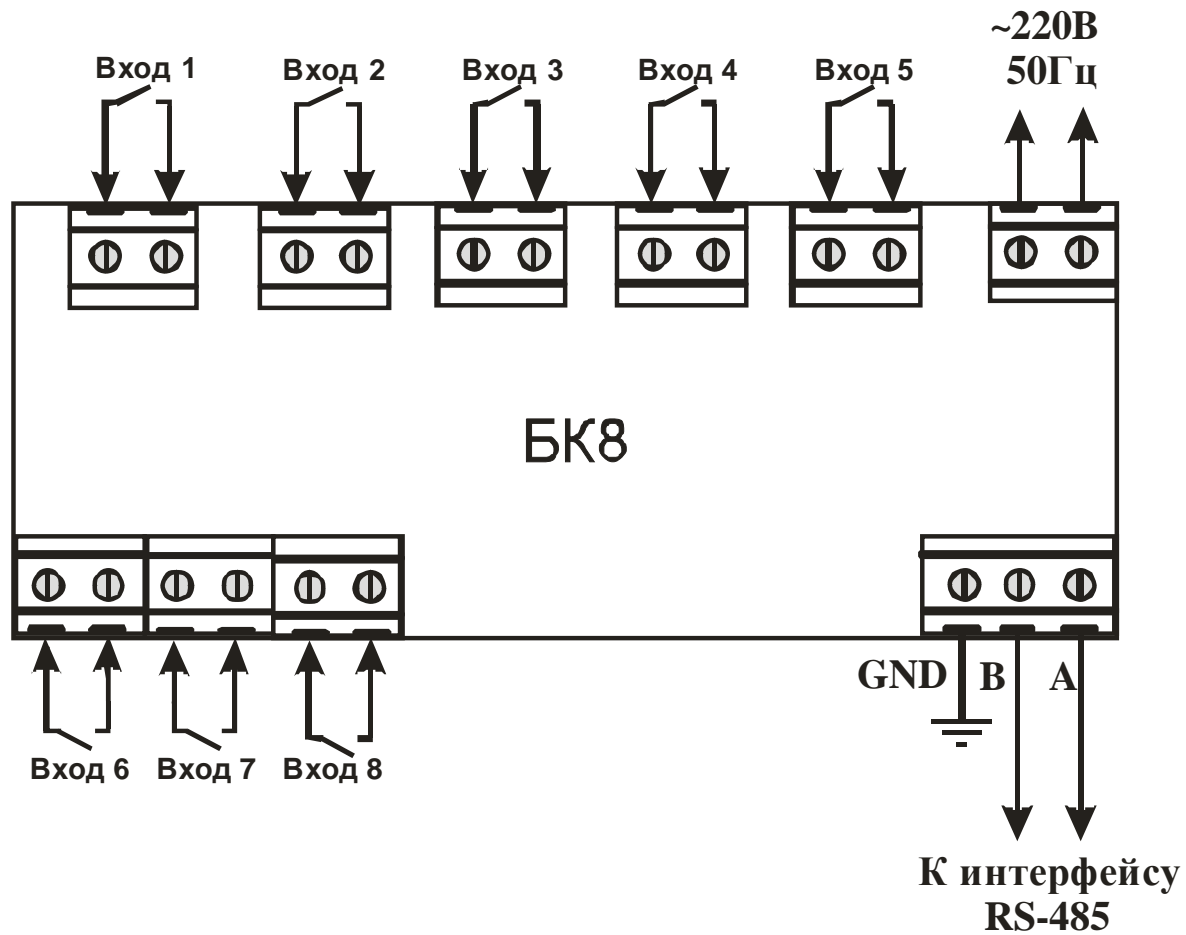 ~220В
50Гц
Вход 1
Вход 2
Вход 3
Вход 4
Вход 5
БК8
GND
B
A
Вход 6
Вход 7
Вход 8
К интерфейсу
RS-485